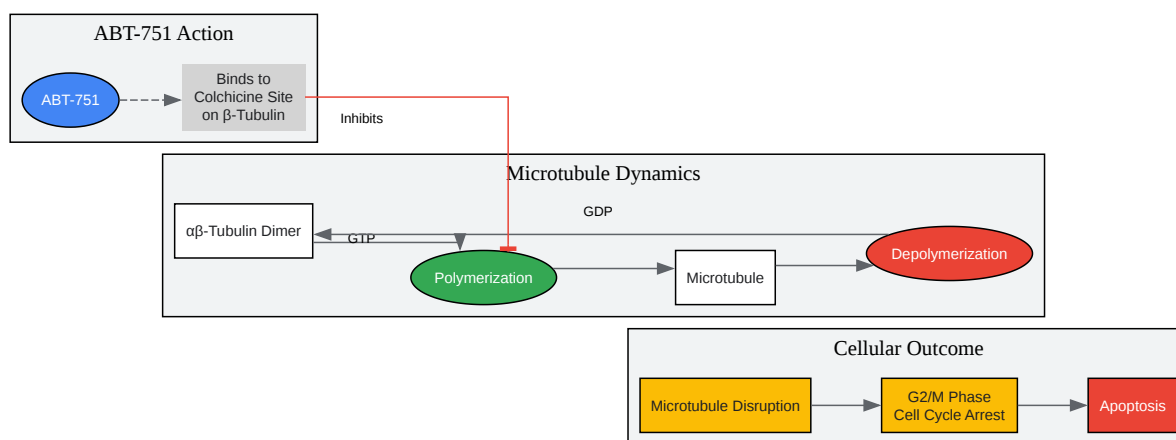 ABT-751 Action
ABT-751
Binds to
Colchicine Site
on β-Tubulin
Inhibits
Microtubule Dynamics
GDP
αβ-Tubulin Dimer
GTP
Polymerization
Microtubule
Depolymerization
Cellular Outcome
Microtubule Disruption
G2/M Phase
Cell Cycle Arrest
Apoptosis